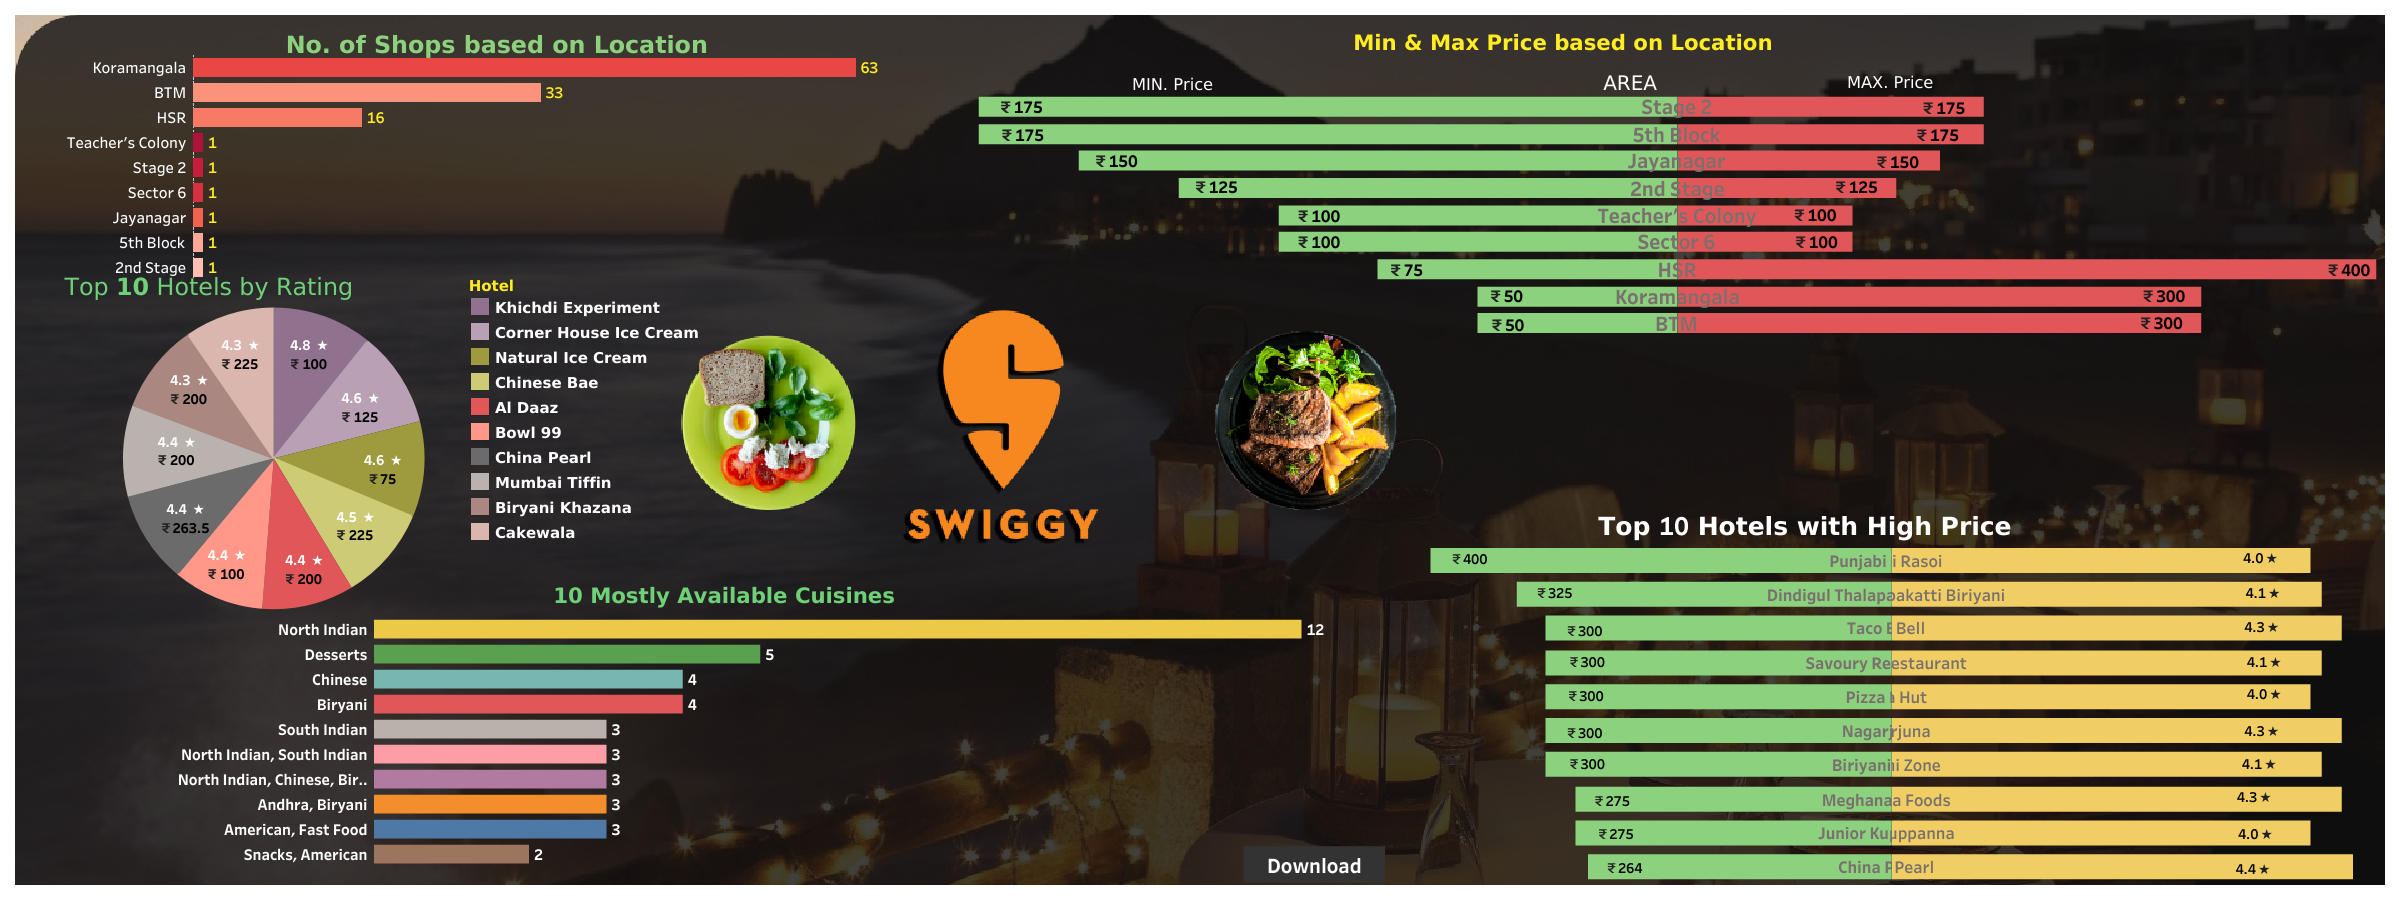 No. of Shops based on Location
Koramangala 63
BTM 33
HSR 16
Teacher's Colony 1
Stage 2 1
Sector 6 1
Jayanagar 1
5th Block 1
2nd Stage 1
Min & Max Price based on Location
MIN. Price AREA MAX. Price
₹ 175 Stage 2 ₹ 175
₹ 175 5th Block ₹ 175
₹ 150 Jayanagar ₹ 150
₹ 125 2nd Stage ₹ 125
₹ 100 Teacher's Colony ₹ 100
₹ 100 Sector 6 ₹ 100
₹ 75 HSR ₹ 400
₹ 50 Koramangala ₹ 300
₹ 50 BTM ₹ 300
Top 10 Hotels by Rating
4.8 ★
₹ 100
4.6 ★
₹ 125
4.6 ★
₹ 75
4.5 ★
₹ 225
4.4 ★
₹ 200
4.4 ★
₹ 100
4.4 ★
₹ 263.5
4.4 ★
₹ 200
4.3 ★
₹ 200
4.3 ★
₹ 225
Hotel
Khichdi Experiment
Corner House Ice Cream
Natural Ice Cream
Chinese Bae
Al Daaz
Bowl 99
China Pearl
Mumbai Tiffin
Biryani Khazana
Cakewala
SWIGGY
10 Mostly Available Cuisines
North Indian 12
Desserts 5
Chinese 4
Biryani 4
South Indian 3
North Indian, South Indian 3
North Indian, Chinese, Bir.. 3
Andhra, Biryani 3
American, Fast Food 3
Snacks, American 2
Download
Top 10 Hotels with High Price
₹ 400 Punjabi i Rasoi 4.0 ★
₹ 325 Dindigul Thalapaakatti Biriyani 4.1 ★
₹ 300 Taco B Bell 4.3 ★
₹ 300 Savoury Reestaurant 4.1 ★
₹ 300 Pizza a Hut 4.0 ★
₹ 300 Nagarjrjuna 4.3 ★
₹ 300 Biriyanii Zone 4.1 ★
₹ 275 Meghanaa Foods 4.3 ★
₹ 275 Junior Kuuppanna 4.0 ★
₹ 264 China P Pearl 4.4 ★